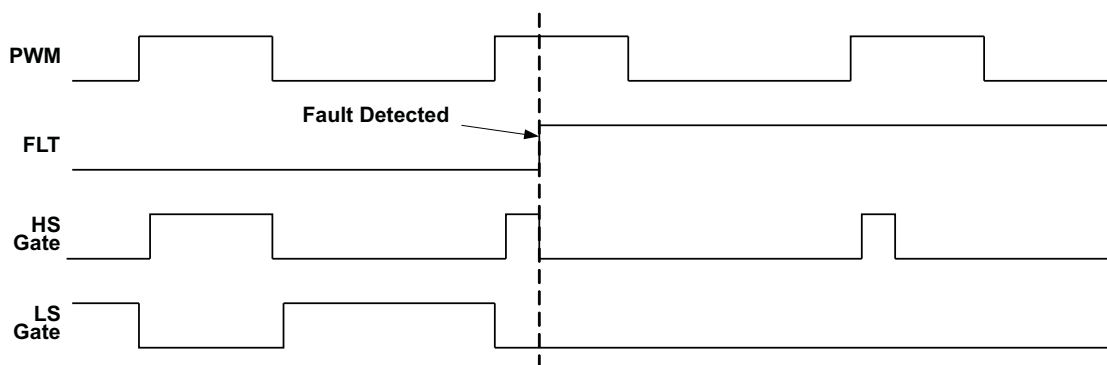 PWM
Fault Detected
FLT
HS
Gate
LS
Gate